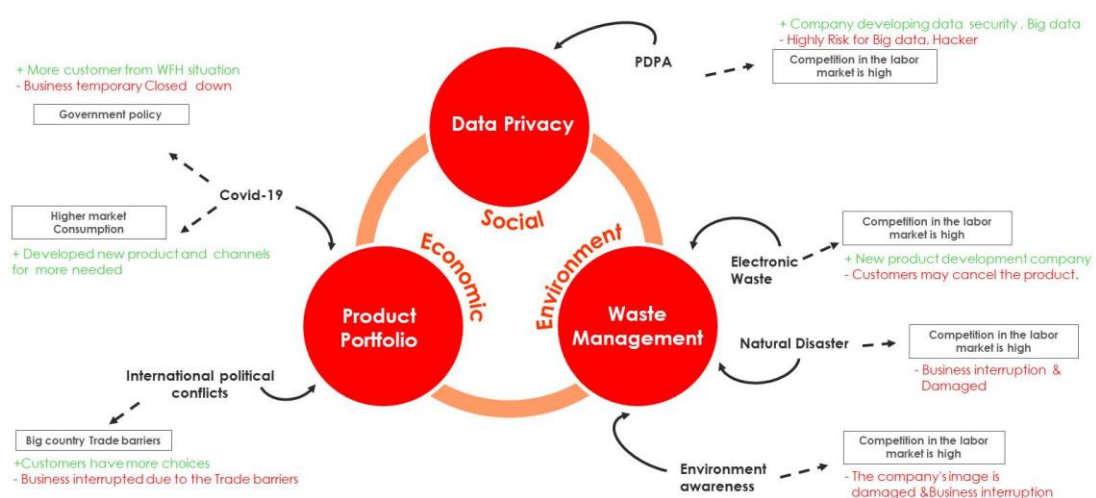 + Company developing data security , Big data
- Highly Risk for Big data, Hacker
PDPA
Competition in the labor
market is high
+ More customer from WFH situation
- Business temporary Closed down
Government policy
Data Privacy
Covid-19
Social
Higher market
Consumption
+ Developed new product and channels
for more needed
Economic
Environment
Competition in the labor
market is high
Electronic
Waste
+ New product development company
- Customers may cancel the product.
Product
Portfolio
Waste
Management
Natural Disaster
Competition in the labor
market is high
- Business interruption &
Damaged
International political
conflicts
Big country Trade barriers
+Customers have more choices
- Business interrupted due to the Trade barriers
Environment
awareness
Competition in the labor
market is high
- The company's image is
damaged &Business interruption